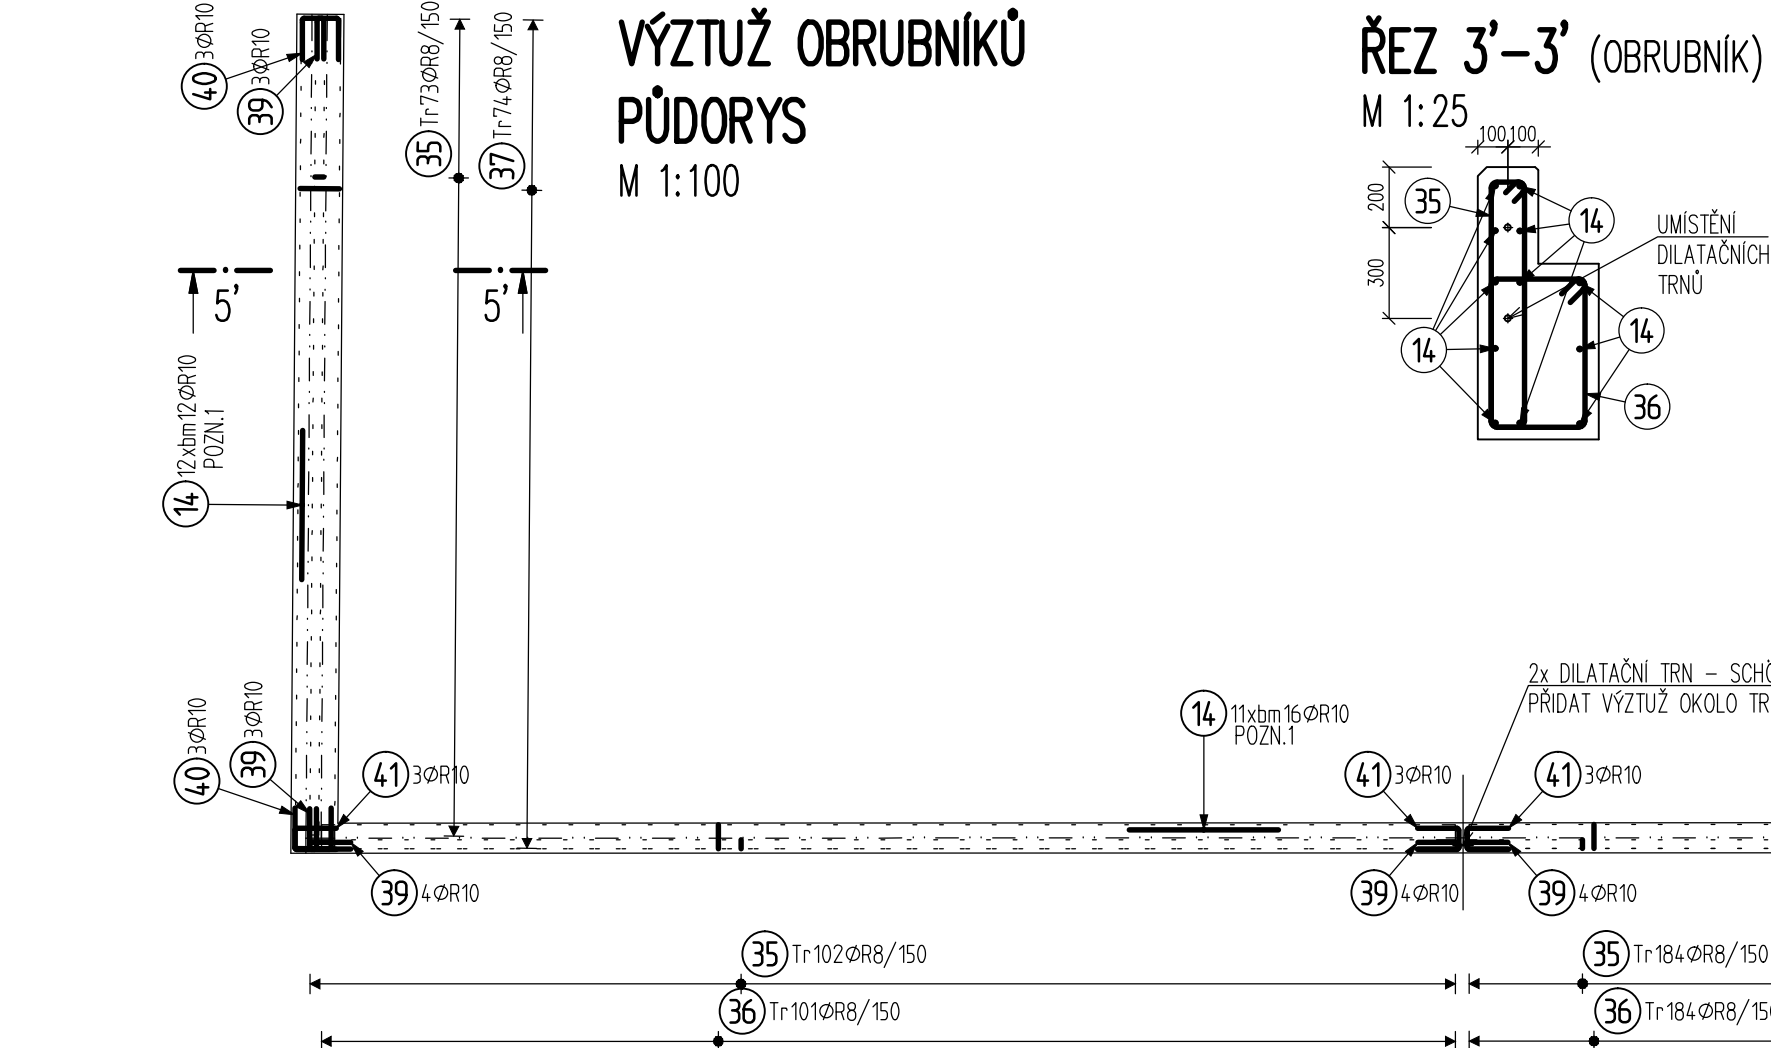 VÝZTUŽ OBRUBNÍKŮ
PŮDORYS
M 1:100
ŘEZ 3'-3' (OBRUBNÍK)
M 1:25
100 100
200
300
35
14
14
14
36
UMÍSTĚNÍ
DILATAČNÍCH
TRNŮ
40 3ØR10
39 3ØR10
35 Tr73ØR8/150
37 Tr74ØR8/150
5'
5'
14 12xbm12ØR10
POZN.1
40 3ØR10
39 3ØR10
41 3ØR10
39 4ØR10
14 11xbm16ØR10
POZN.1
2x DILATAČNÍ TRN –
PŘIDAT VÝZTUŽ OKOLO
41 3ØR10
41 3ØR10
39 4ØR10
39 4ØR10
35 Tr102ØR8/150
35 Tr184ØR8/150
36 Tr101ØR8/150
36 Tr184ØR8/150